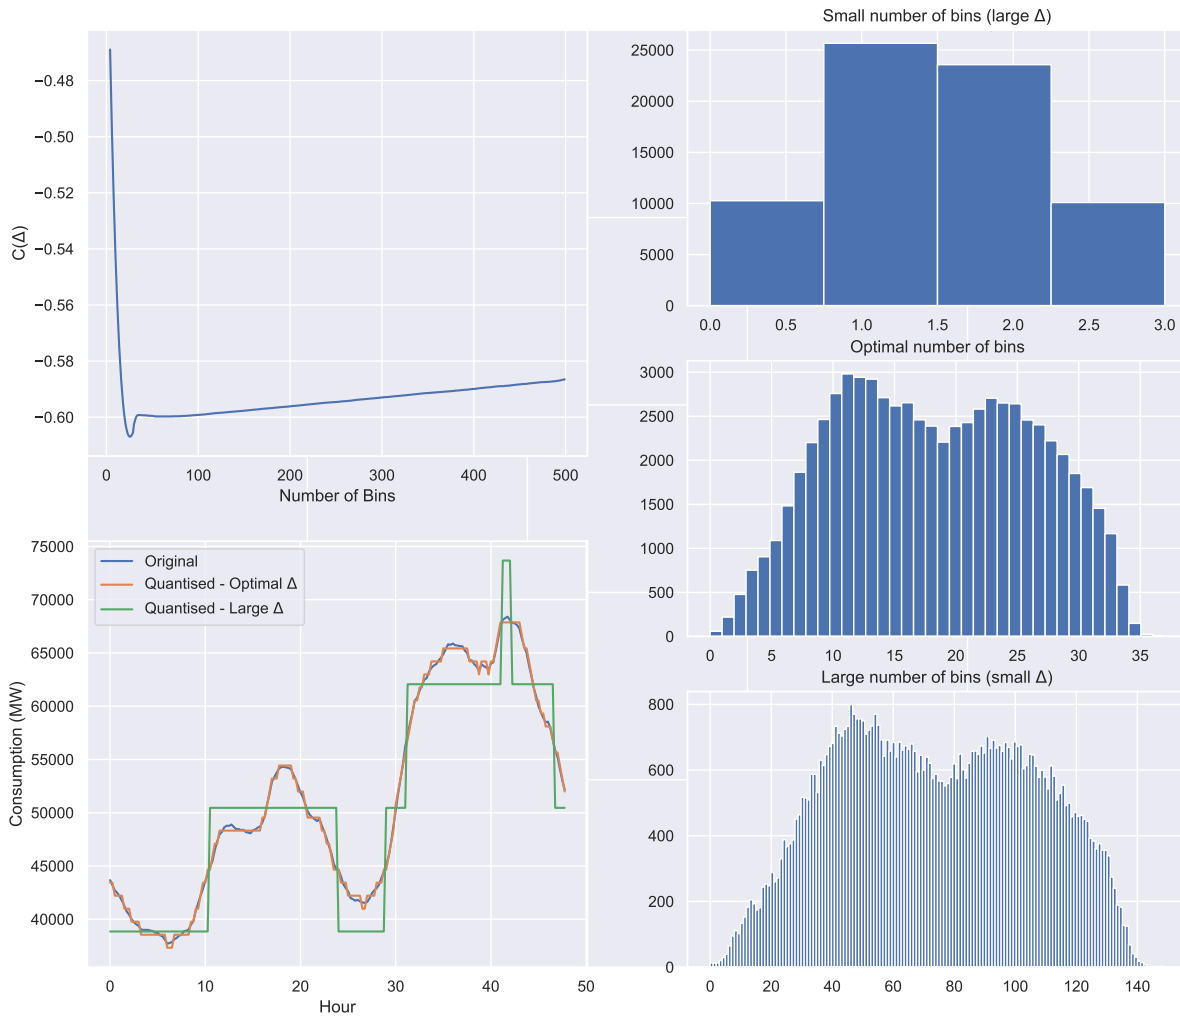 −0.48
−0.50
−0.52
−0.54
−0.56
−0.58
−0.60
C(Δ)
0 100 200 300 400 500
Number of Bins
75000
70000
65000
60000
55000
50000
45000
40000
Consumption (MW)
Original
Quantised - Optimal Δ
Quantised - Large Δ
0 10 20 30 40 50
Hour
Small number of bins (large Δ)
25000
20000
15000
10000
5000
0
0.0 0.5 1.0 1.5 2.0 2.5 3.0
Optimal number of bins
3000
2500
2000
1500
1000
500
0
0 5 10 15 20 25 30 35
Large number of bins (small Δ)
800
600
400
200
0
0 20 40 60 80 100 120 140